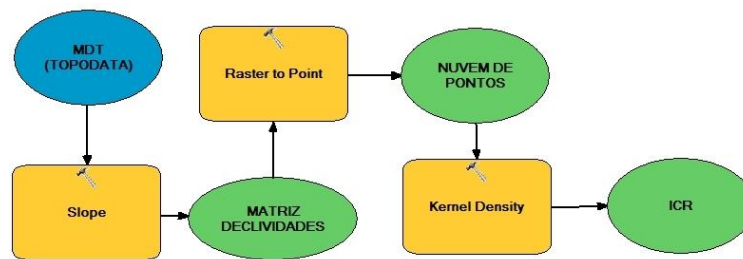 MDT
(TOPODATA)
Slope
MATRIZ
DECLIVIDADES
Raster to Point
NUVEM DE
PONTOS
Kernel Density
ICR